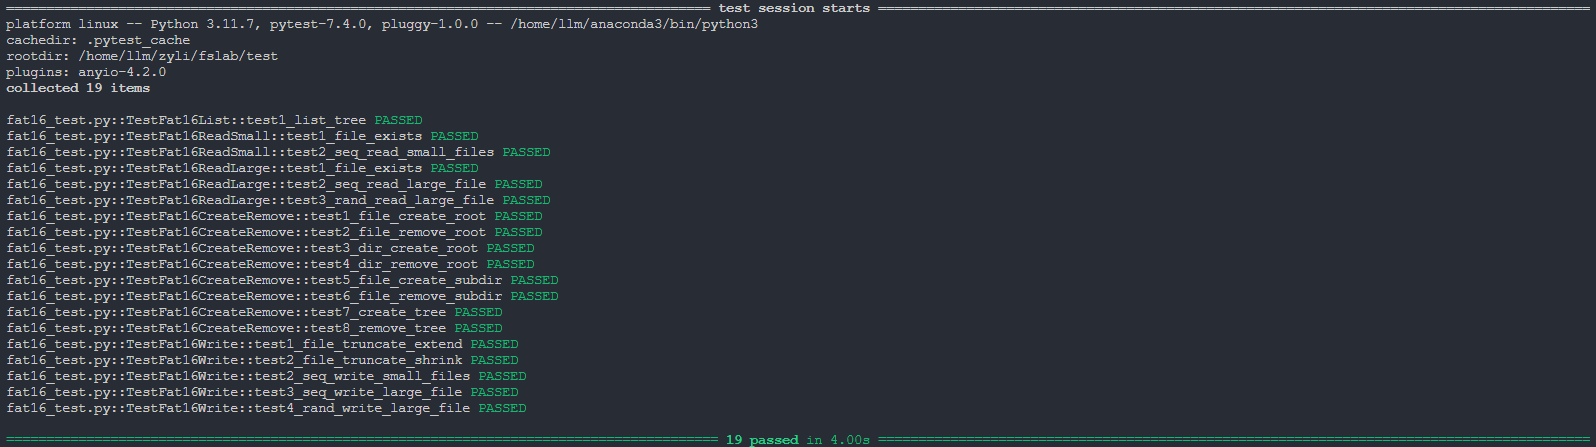 test session starts
platform linux -- Python 3.11.7, pytest-7.4.0, pluggy-1.0.0 -- /home/llm/anaconda3/bin/python3
cachedir: .pytest_cache
rootdir: /home/llm/zyli/fslab/test
plugins: anyio-4.2.0
collected 19 items
fat16_test.py::TestFat16List::test1_list_tree PASSED
fat16_test.py::TestFat16ReadSmall::test1_file_exists PASSED
fat16_test.py::TestFat16ReadSmall::test2_seq_read_small_files PASSED
fat16_test.py::TestFat16ReadLarge::test1_file_exists PASSED
fat16_test.py::TestFat16ReadLarge::test2_seq_read_large_file PASSED
fat16_test.py::TestFat16ReadLarge::test3_rand_read_large_file PASSED
fat16_test.py::TestFat16CreateRemove::test1_file_create_root PASSED
fat16_test.py::TestFat16CreateRemove::test2_file_remove_root PASSED
fat16_test.py::TestFat16CreateRemove::test3_dir_create_root PASSED
fat16_test.py::TestFat16CreateRemove::test4_dir_remove_root PASSED
fat16_test.py::TestFat16CreateRemove::test5_file_create_subdir PASSED
fat16_test.py::TestFat16CreateRemove::test6_file_remove_subdir PASSED
fat16_test.py::TestFat16CreateRemove::test7_create_tree PASSED
fat16_test.py::TestFat16CreateRemove::test8_remove_tree PASSED
fat16_test.py::TestFat16Write::test1_file_truncate_extend PASSED
fat16_test.py::TestFat16Write::test2_file_truncate_shrink PASSED
fat16_test.py::TestFat16Write::test2_seq_write_small_files PASSED
fat16_test.py::TestFat16Write::test3_seq_write_large_file PASSED
fat16_test.py::TestFat16Write::test4_rand_write_large_file PASSED
19 passed in 4.00s